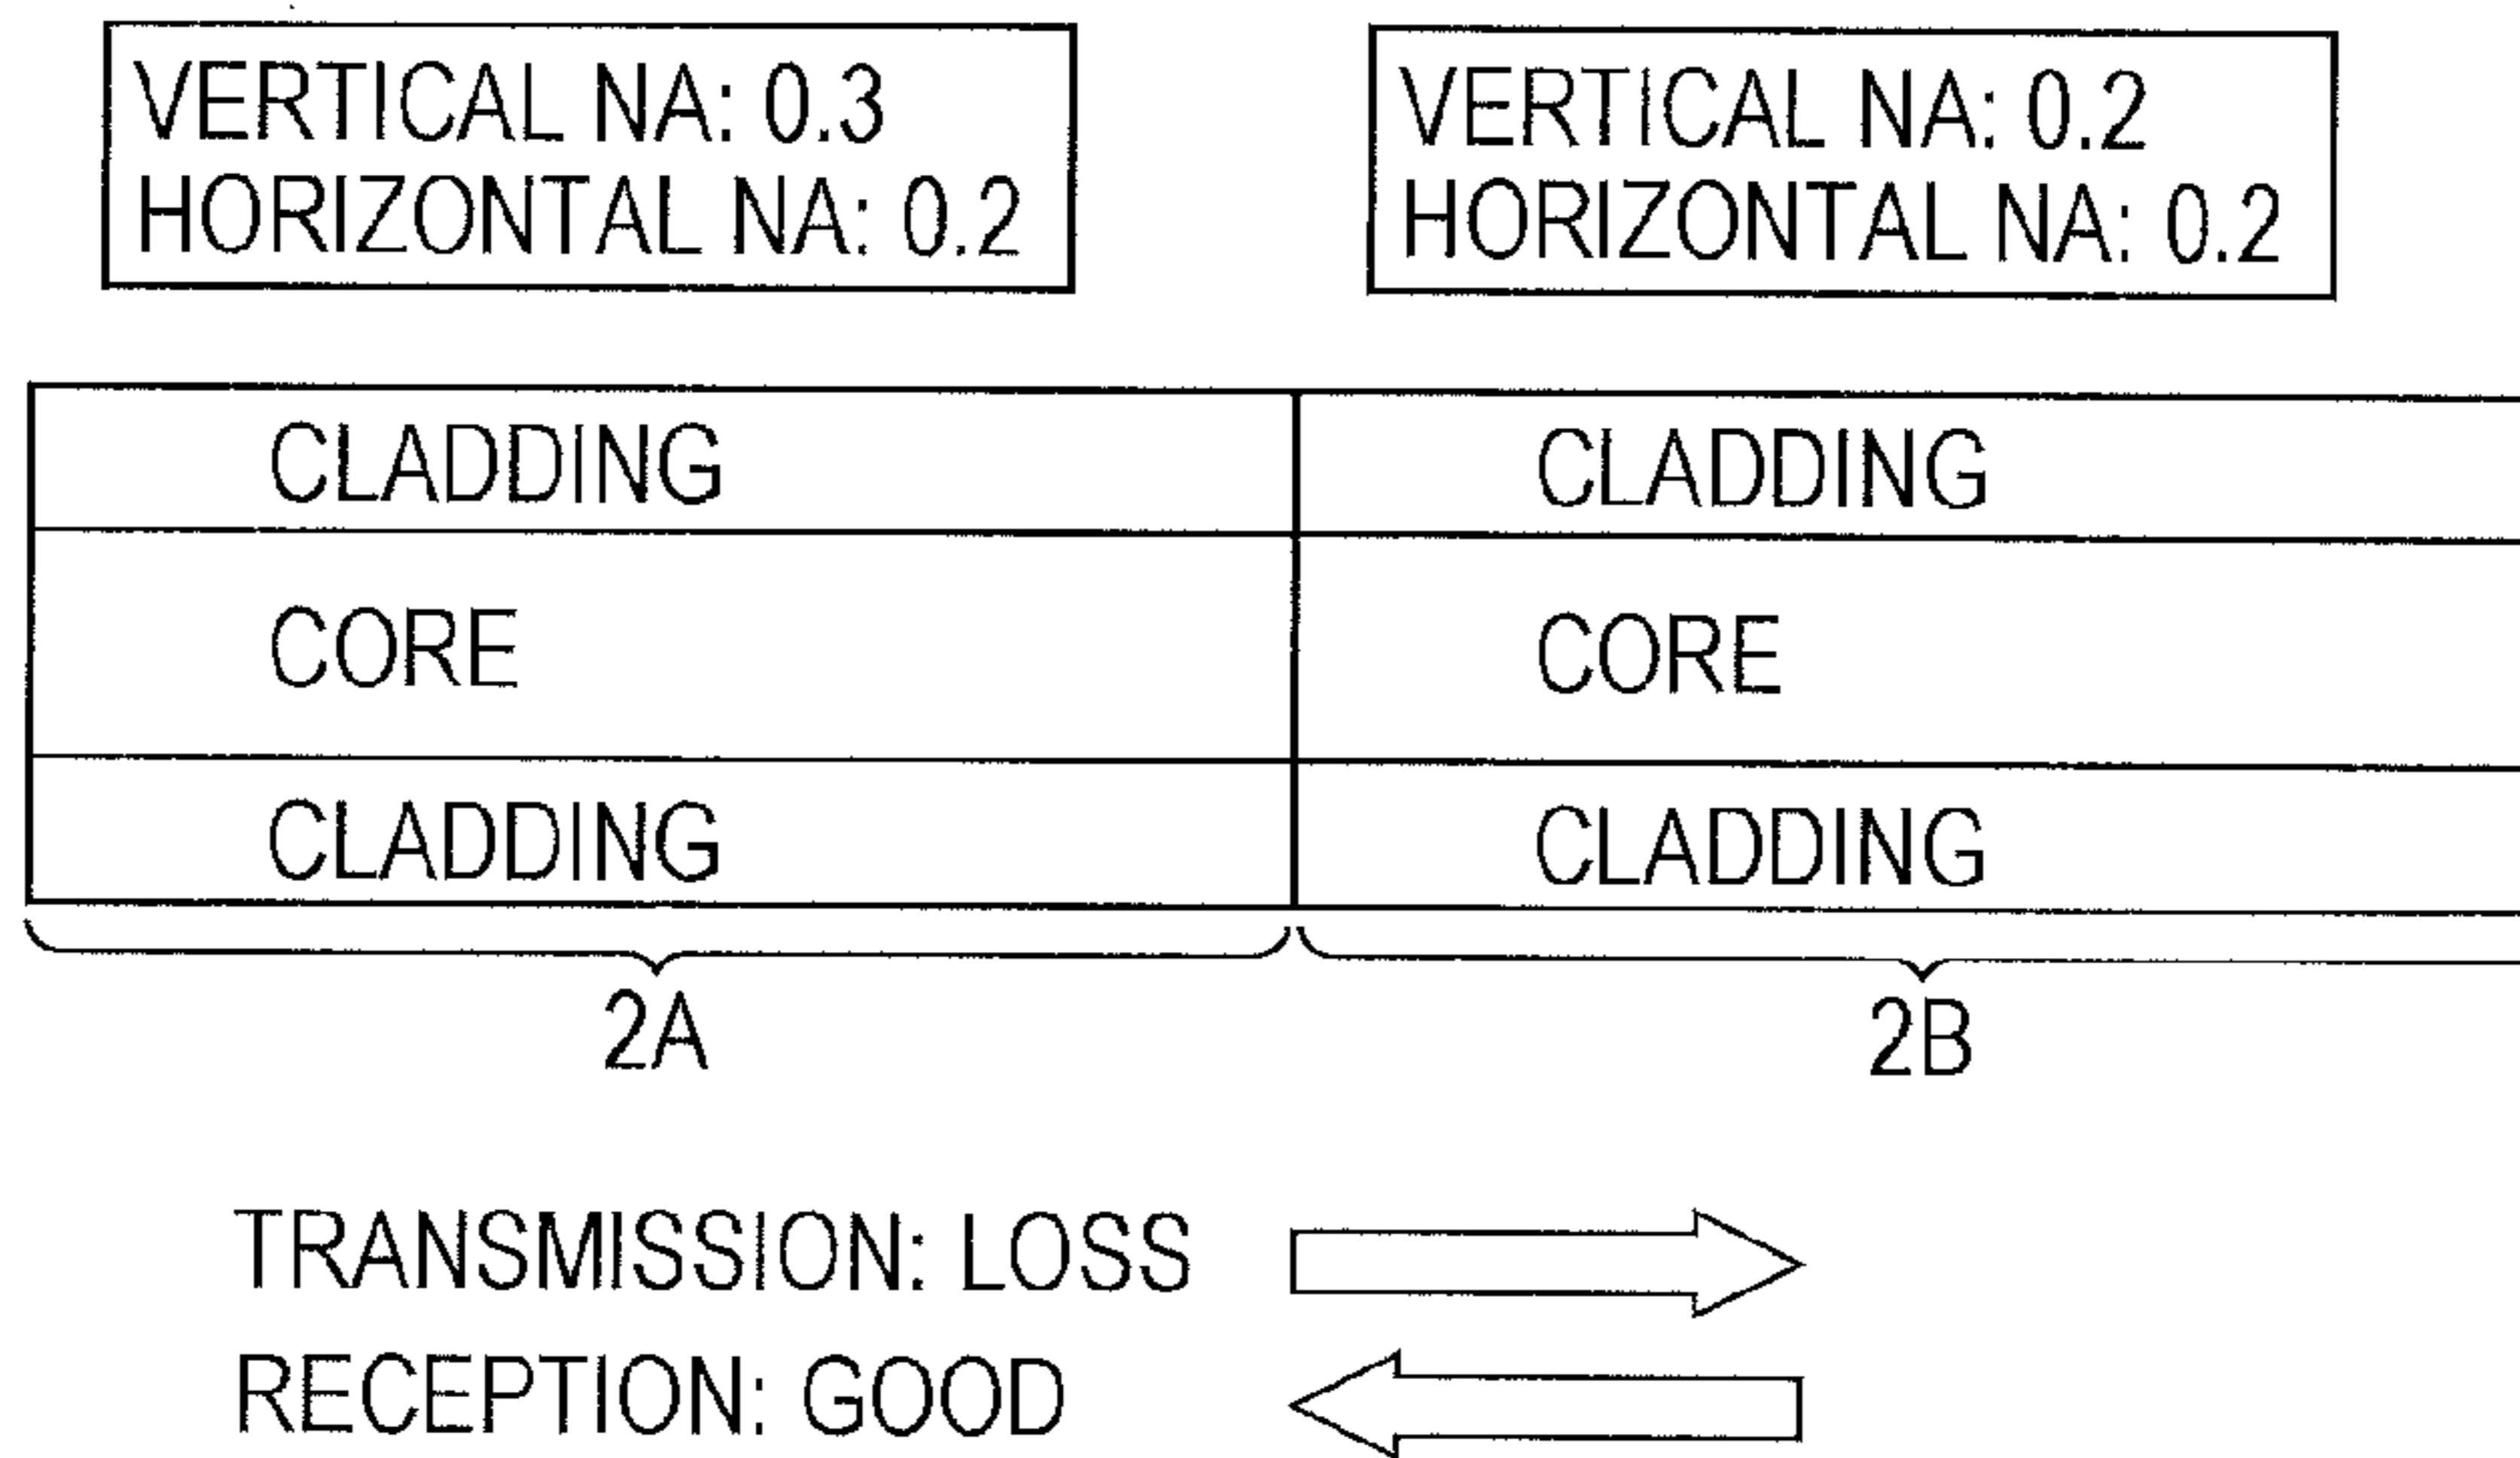 VERTICAL NA: 0.3
HORIZONTAL NA: 0.2
VERTICAL NA: 0.2
HORIZONTAL NA: 0.2
CLADDING
CLADDING
CORE
CORE
CLADDING
CLADDING
2A
2B
TRANSMISSION: LOSS
RECEPTION: GOOD